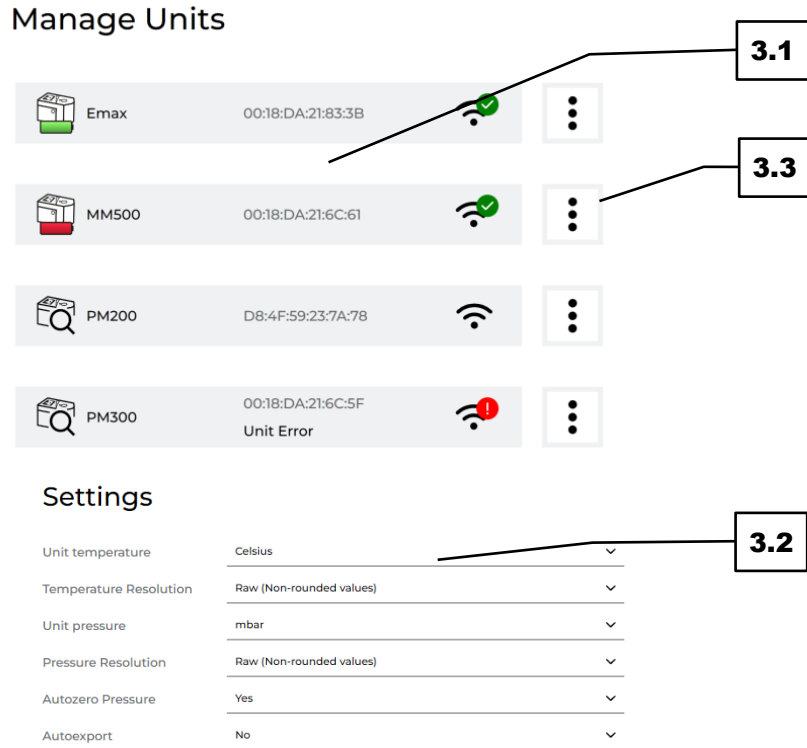 Manage Units
3.1
Emax 00:18:DA:21:83:3B
3.3
MM500 00:18:DA:21:6C:61
PM200 D8:4F:59:23:7A:78
PM300 00:18:DA:21:6C:5F
Unit Error
Settings
3.2
Unit temperature Celsius
Temperature Resolution Raw (Non-rounded values)
Unit pressure mbar
Pressure Resolution Raw (Non-rounded values)
Autozero Pressure Yes
Autoexport No